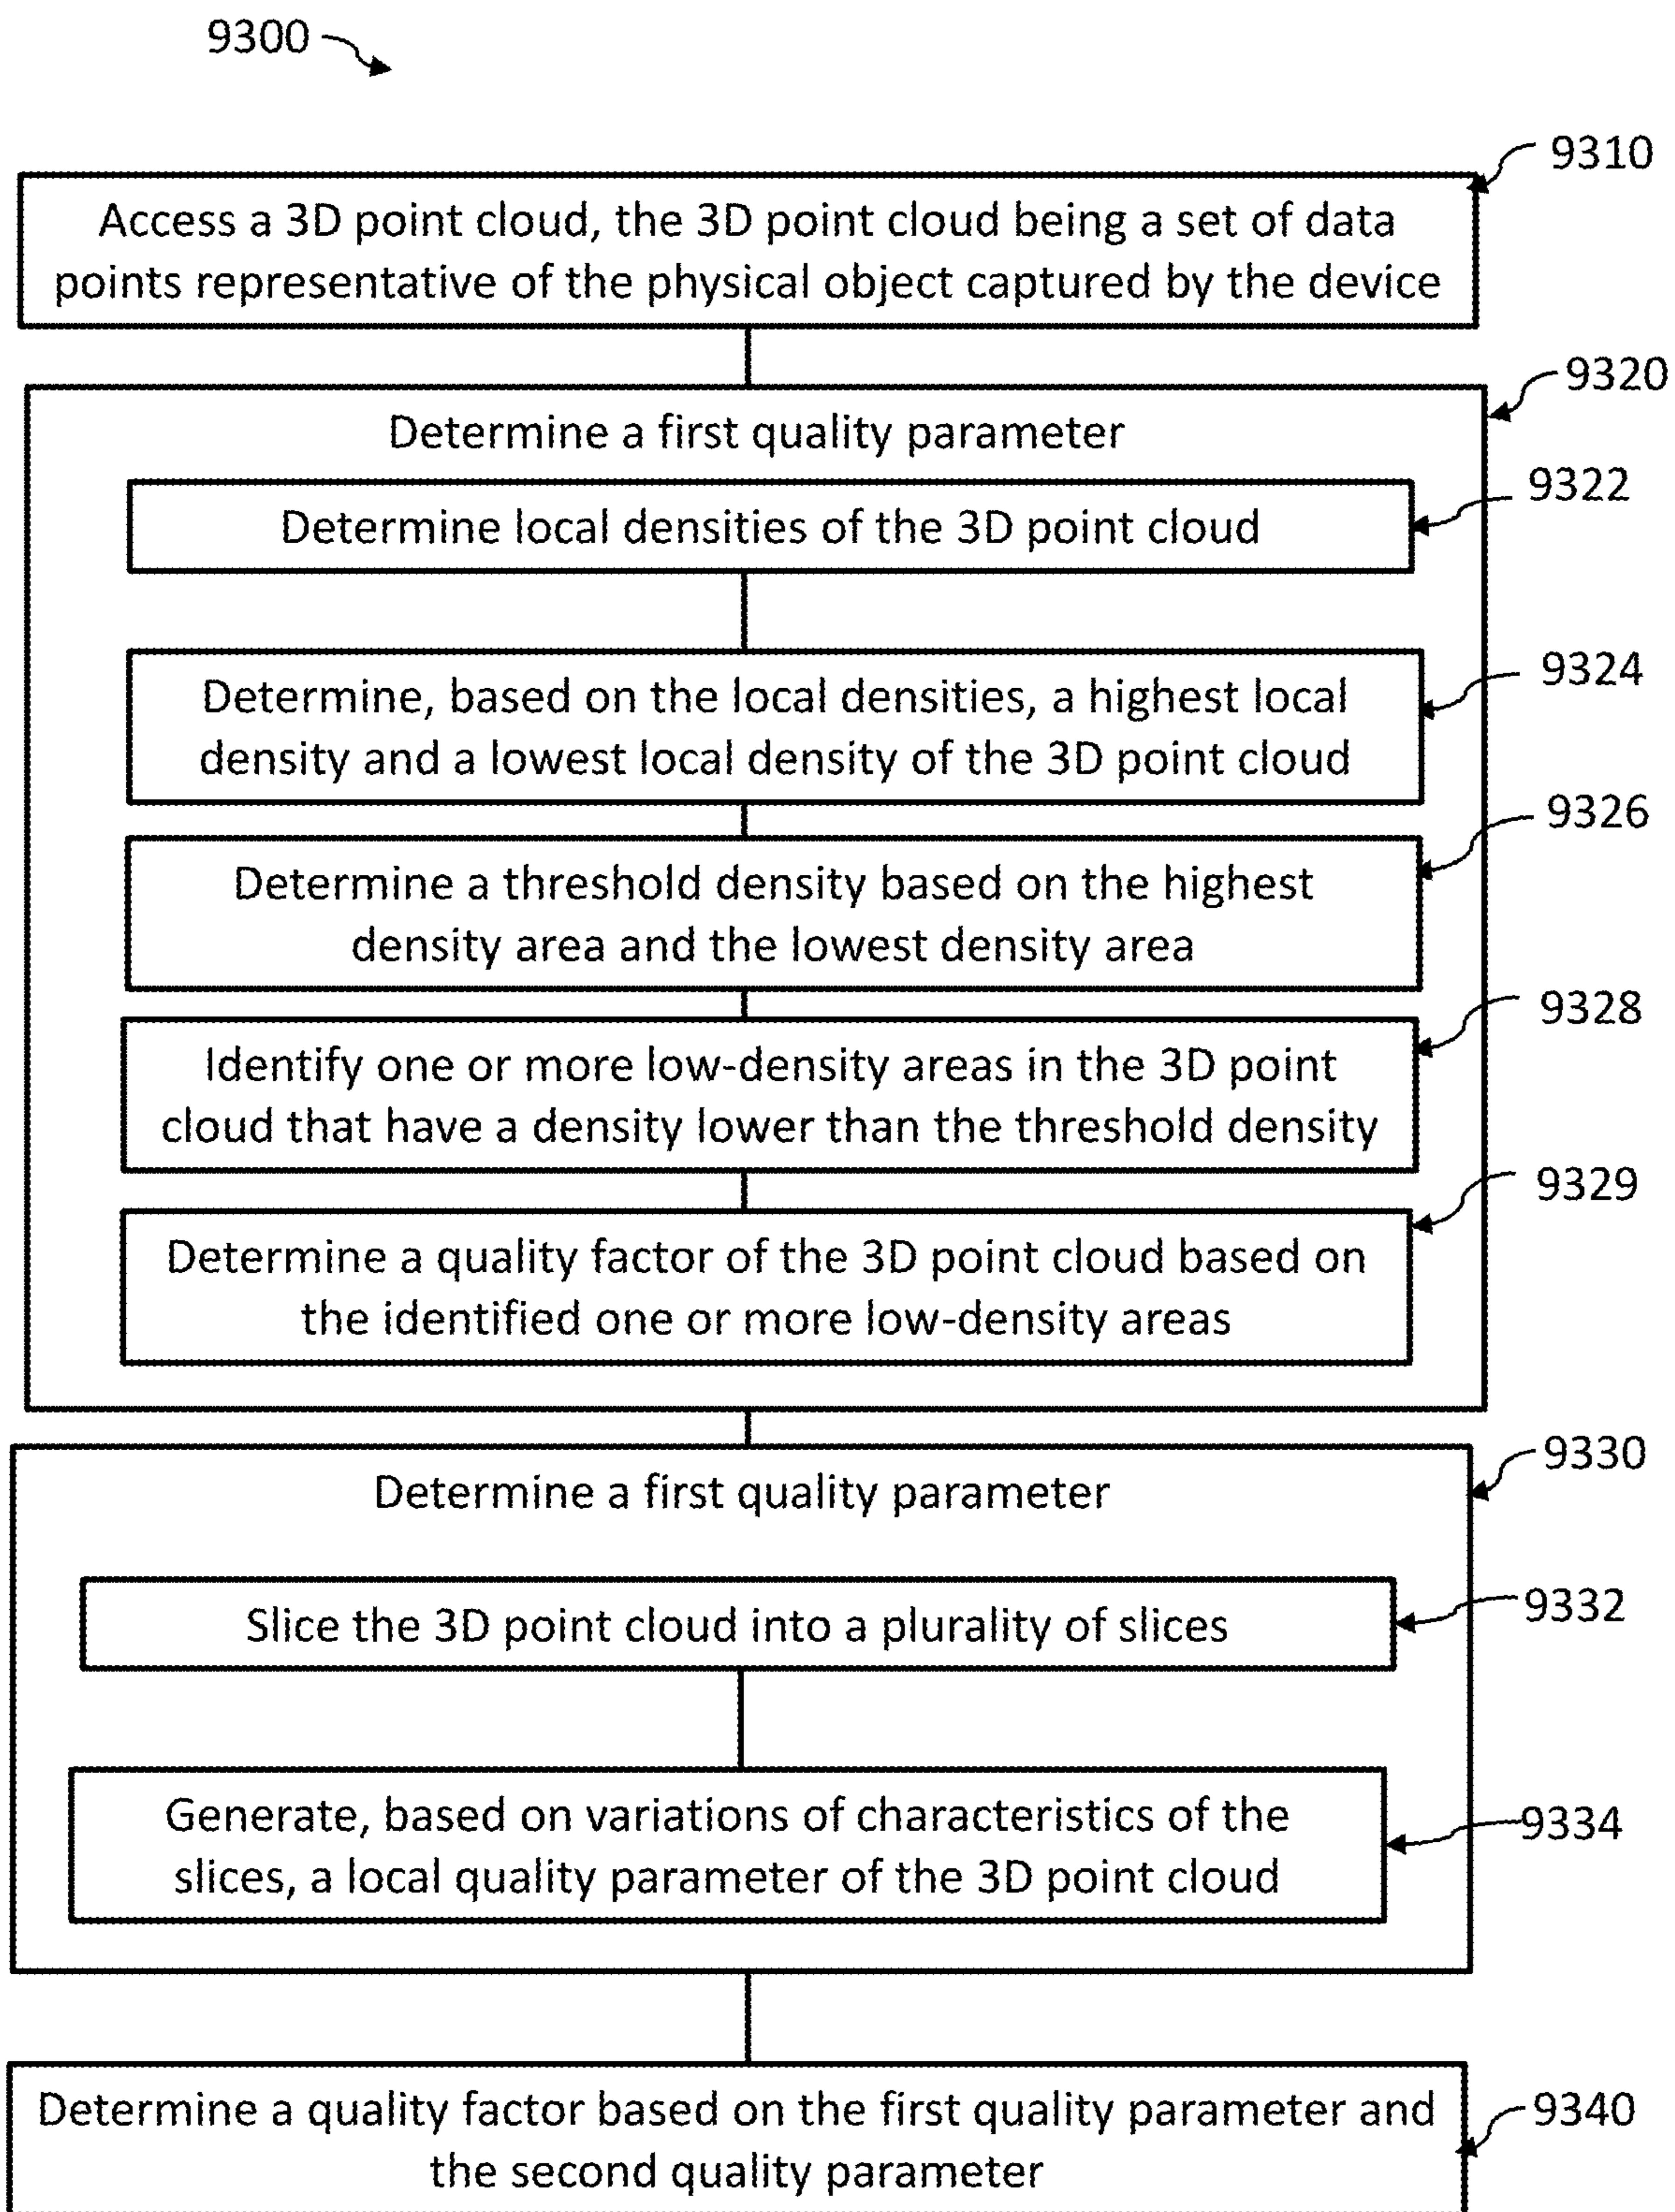 9300
9310
Access a 3D point cloud, the 3D point cloud being a set of data
points representative of the physical object captured by the device
9320
Determine a first quality parameter
9322
Determine local densities of the 3D point cloud
9324
Determine, based on the local densities, a highest local
density and a lowest local density of the 3D point cloud
9326
Determine a threshold density based on the highest
density area and the lowest density area
9328
Identify one or more low-density areas in the 3D point
cloud that have a density lower than the threshold density
9329
Determine a quality factor of the 3D point cloud based on
the identified one or more low-density areas
9330
Determine a first quality parameter
9332
Slice the 3D point cloud into a plurality of slices
9334
Generate, based on variations of characteristics of the
slices, a local quality parameter of the 3D point cloud
9340
Determine a quality factor based on the first quality parameter and
the second quality parameter